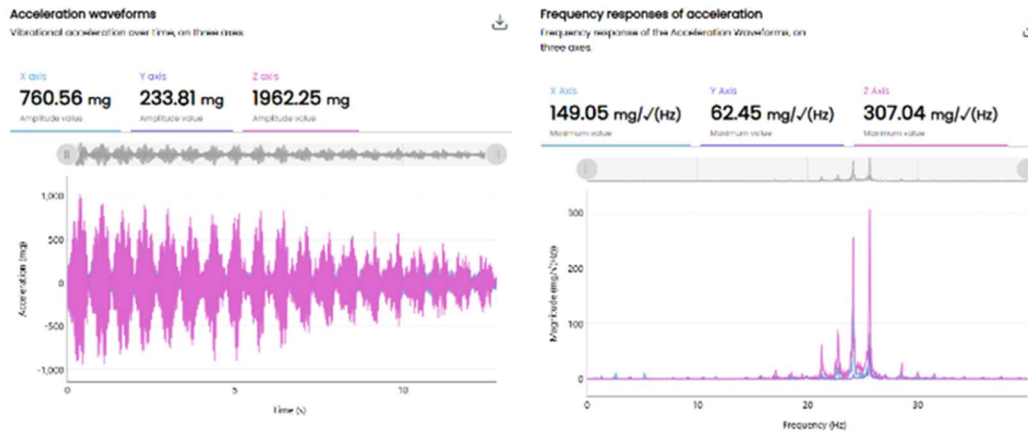 Acceleration waveforms
Vibrational acceleration over time, on three axes.
X axis
Y axis
Z axis
760.56 mg
233.81 mg
1962.25 mg
Amplitude value
Amplitude value
Amplitude value
1,000
500
0
-500
-1,000
Acceleration (mg)
0
5
10
Time (s)
Frequency responses of acceleration
Frequency response of the Acceleration Waveforms, on
three axes.
X Axis
Y Axis
Z Axis
149.05 mg/√(Hz)
62.45 mg/√(Hz)
307.04 mg/√(Hz)
Maximum value
Maximum value
Maximum value
300
200
100
0
Magnitude (mg/√(Hz))
0
10
20
30
Frequency (Hz)